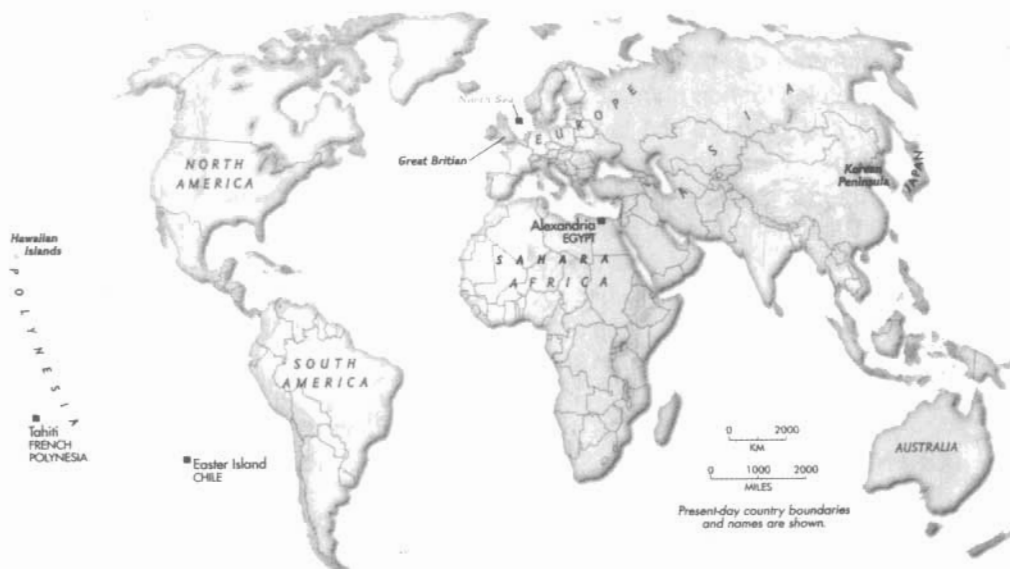 North Sea
EUROPE
ASIA
Great Britian
NORTH
AMERICA
Korean
Peninsula
JAPAN
Hawaiian
Islands
POLYNESIA
Alexandria
EGYPT
SAHARA
AFRICA
SOUTH
AMERICA
Tahiti
FRENCH
POLYNESIA
Easter Island
CHILE
0 2000
KM
0 1000 2000
MILES
AUSTRALIA
Present-day country boundaries
and names are shown.